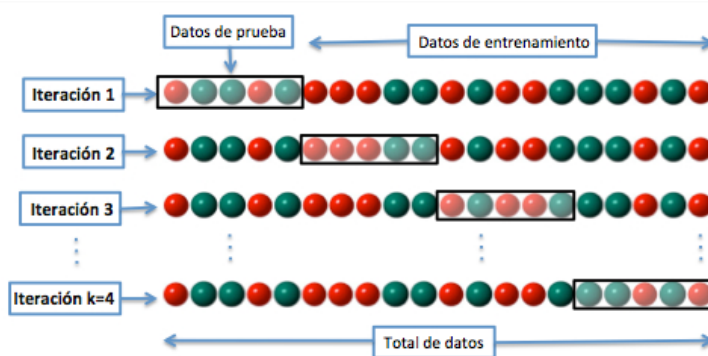 Datos de prueba
Datos de entrenamiento
Iteración 1
Iteración 2
Iteración 3
Iteración k=4
Total de datos